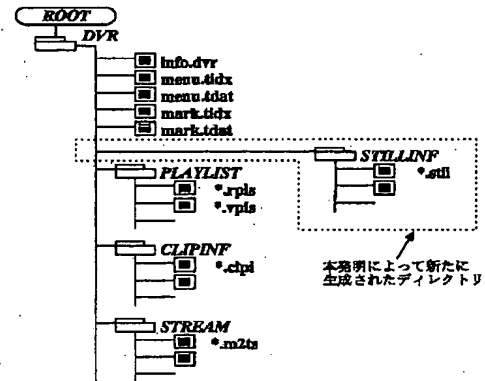 ROOT
DVR
info.dvr
menu.tidx
menu.tdat
mark.tidx
mark.tdat
STILLINF
*.stil
PLAYLIST
*.rpls
*.vpls
CLIPINF
*.clpi
本発明によって新たに
生成されたディレクトリ
STREAM
*.m2ts